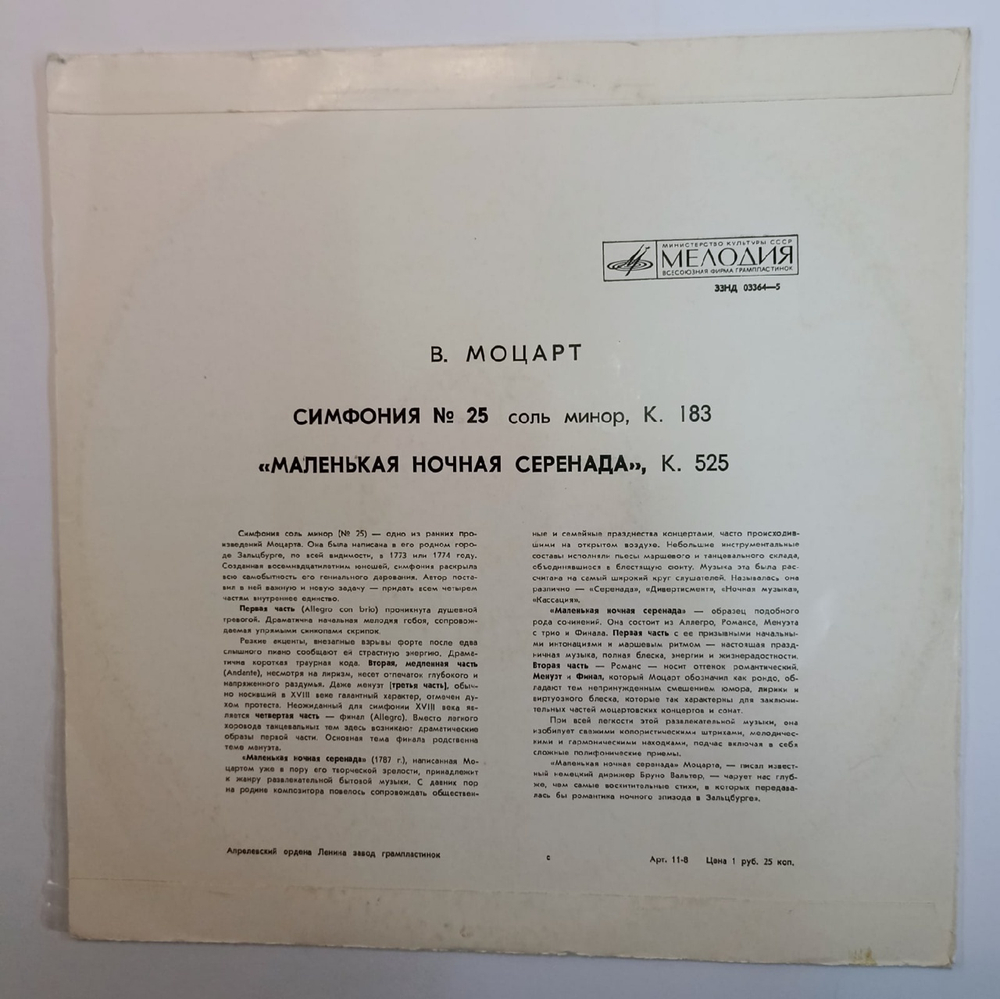 МИНИСТЕРСТВО КУЛЬТУРЫ СССР
МЕЛОДИЯ
ВСЕСОЮЗНАЯ ФИРМА ГРАМПЛАСТИНОК
33НД 03364—5
В. МОЦАРТ
СИМФОНИЯ № 25 соль минор, К. 183
«МАЛЕНЬКАЯ НОЧНАЯ СЕРЕНАДА», К. 525
Симфония соль минор (№ 25) — одно из ранних про-
изведений Моцарта. Она была написана в его родном горо-
де Зальцбурге, по всей видимости, в 1773 или 1774 году.
Созданная восемнадцатилетним юношей, симфония раскрыла
всю самобытность его гениального дарования. Автор поста-
вил в ней важную и новую задачу — придать всем четырем
частям внутреннее единство.
Первая часть (Allegro con brio) проникнута душевной
тревогой. Драматична начальная мелодия гобоя, сопровож-
даемая упрямыми синкопами скрипок.
Резкие акценты, внезапные взрывы форте после едва
слышного пиано сообщают ей страстную энергию. Драма-
тична короткая траурная кода. Вторая, медленная часть
(Andante), несмотря на лиризм, несет отпечаток глубокого и
напряженного раздумья. Даже менуэт (третья часть), обыч-
но носивший в XVIII веке галантный характер, отмечен ду-
хом протеста. Неожиданный для симфонии XVIII века яв-
ляется четвертая часть — финал (Allegro). Вместо легкого
хоровода танцевальных тем здесь возникают драматические
образы первой части. Основная тема финала родственна
теме менуэта.
«Маленькая ночная серенада» (1787 г.), написанная Мо-
цартом уже в пору его творческой зрелости, принадлежит
к жанру развлекательной бытовой музыки. С давних пор
на родине композитора повелось сопровождать обществен-
ные и семейные празднества концертами, часто происходив-
шими на открытом воздухе. Небольшие инструментальные
составы исполняли пьесы маршевого и танцевального склада,
объединявшиеся в блестящую сюиту. Музыка эта была рас-
считана на самый широкий круг слушателей. Называлась она
различно — «Серенада», «Дивертисмент», «Ночная музыка»,
«Кассация».
«Маленькая ночная серенада» — образец подобного
рода сочинений. Она состоит из Аллегро, Романса, Менуэта
с трио и Финала. Первая часть с ее призывными начальны-
ми интонациями и маршевым ритмом — настоящая празд-
ничная музыка, полная блеска, энергии и жизнерадостности.
Вторая часть — Романс — носит оттенок романтический.
Менуэт и Финал, который Моцарт обозначил как рондо, об-
ладают тем непринужденным смешением юмора, лирики и
виртуозного блеска, которые так характерны для заключи-
тельных частей моцартовских концертов и сонат.
При всей легкости этой развлекательной музыки, она
изобилует свежими колористическими штрихами, мелодичес-
кими и гармоническими находками, подчас включая в себя
сложные полифонические приемы.
«Маленькая ночная серенада» Моцарта, — писал извест-
ный немецкий дирижер Бруно Вальтер, — чарует нас глуб-
же, чем самые восхитительные стихи, в которых передава-
лась бы романтика ночного эпизода в Зальцбурге».
Апрелевский ордена Ленина завод грампластинок
с
Арт. 11-8 Цена 1 руб. 25 коп.